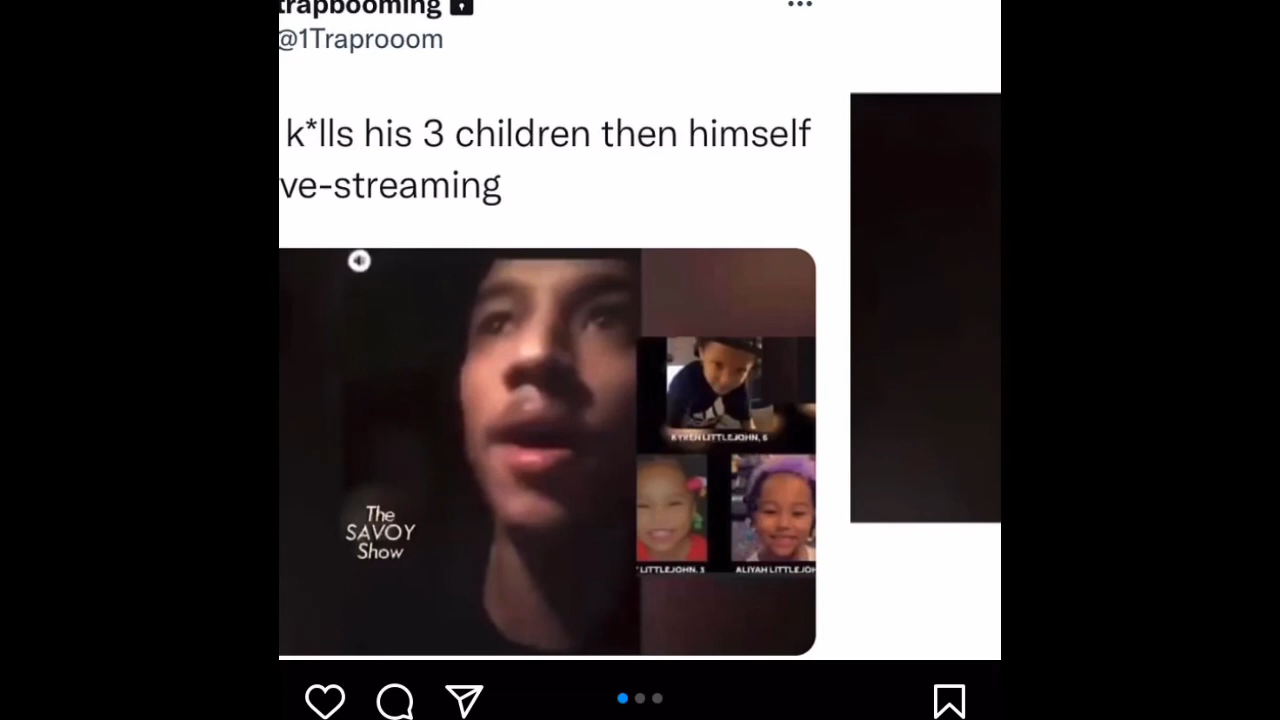 trapbooming
@1Traprooom
k*lls his 3 children then himself
ve-streaming
KYREN LITTLEJOHN, 6
LITTLEJOHN, 3
ALIYAH LITTLEJOH
The
SAVOY
Show